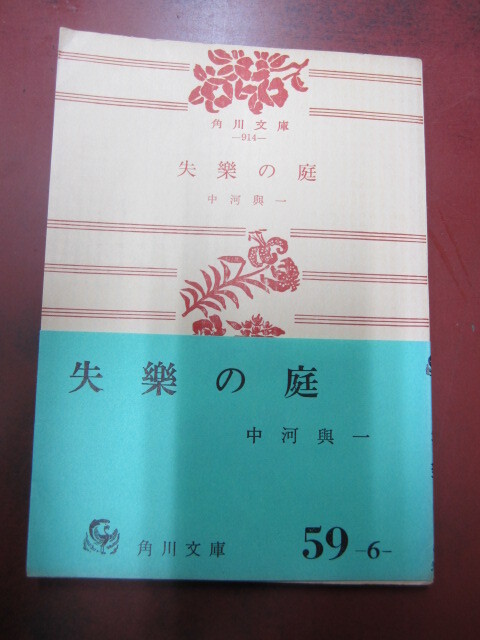 角川文庫
—914—
失樂の庭
中河與一
失樂の庭
中河與一
角川文庫
59 -6-